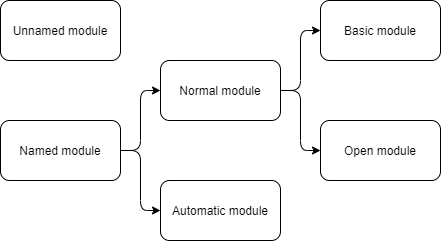 Unnamed module
Basic module
Normal module
Named module
Open module
Automatic module